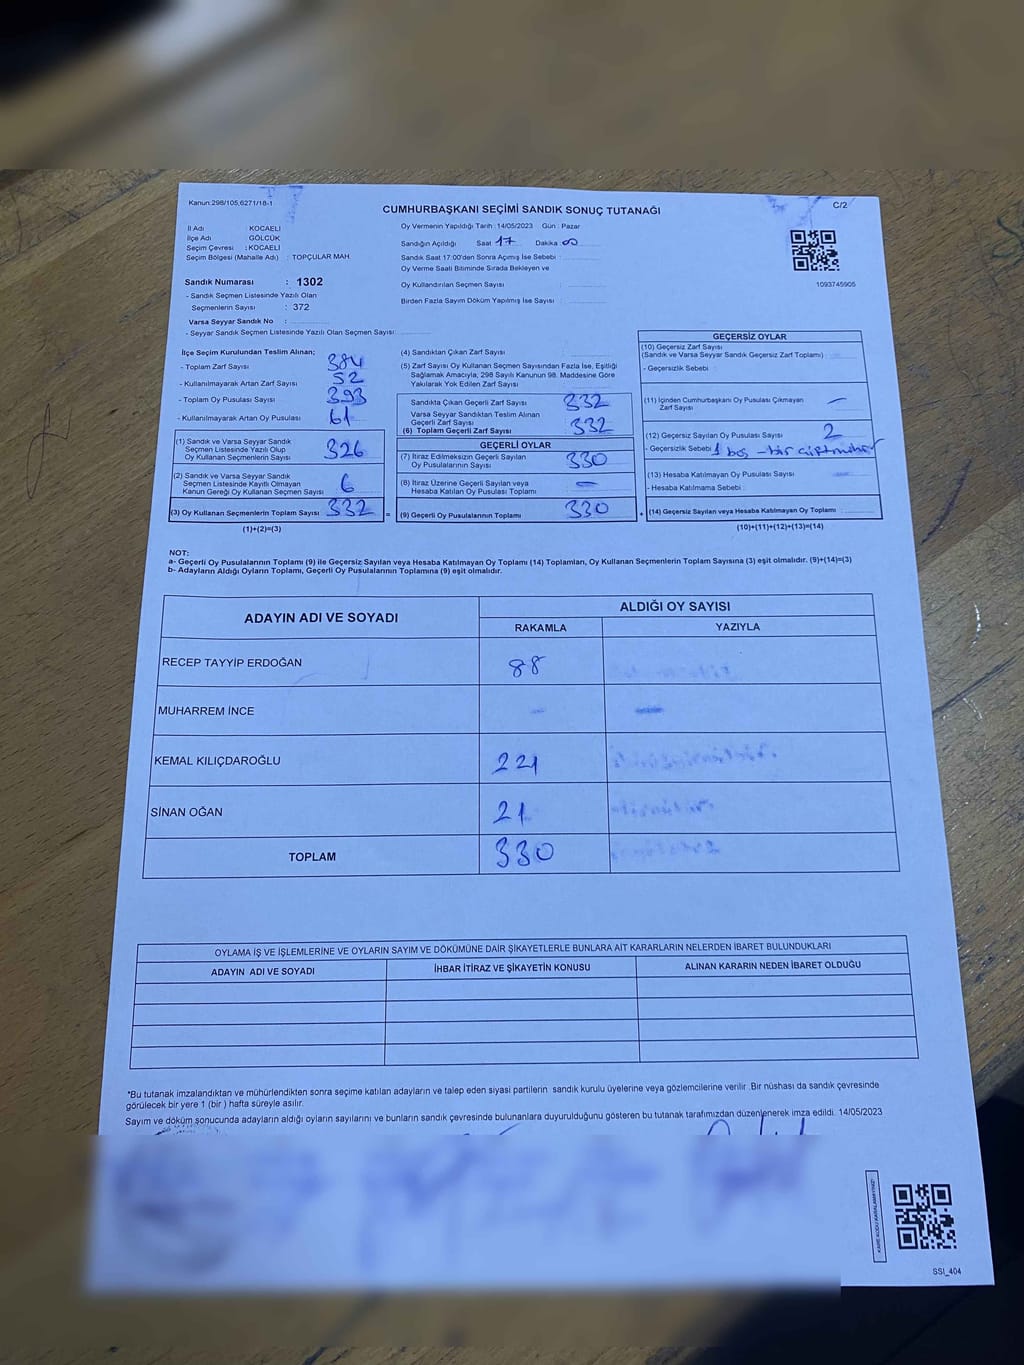 Kanun:298/105,6271/18-1
C/2
CUMHURBAŞKANI SEÇİMİ SANDIK SONUÇ TUTANAĞI
İl Adı : KOCAELİ
İlçe Adı : GÖLCÜK
Seçim Çevresi : KOCAELİ
Seçim Bölgesi (Mahalle Adı) : TOPÇULAR MAH
Sandık Numarası : 1302
- Sandık Seçmen Listesinde Yazılı Olan
Seçmenlerin Sayısı : 372
Varsa Seyyar Sandık No :
- Seyyar Sandık Seçmen Listesinde Yazılı Olan Seçmen Sayısı:
Oy Vermenin Yapıldığı Tarih :14/05/2023 Gün : Pazar
Sandığın Açıldığı Saat 17 Dakika 00
Sandık Saat 17:00'den Sonra Açımış İse Sebebi :
Oy Verme Saati Bitiminde Sırada Bekleyen ve
Oy Kullandırılan Seçmen Sayısı :
Birden Fazla Sayım Döküm Yapılmış İse Sayısı :
1093745905
İlçe Seçim Kurulundan Teslim Alınan;
- Toplam Zarf Sayısı 384
- Kullanılmayarak Artan Zarf Sayısı 52
- Toplam Oy Pusulası Sayısı 393
- Kullanılmayarak Artan Oy Pusulası 61
(1) Sandık ve Varsa Seyyar Sandık
Seçmen Listesinde Yazılı Olup
Oy Kullanan Seçmenlerin Sayısı 326
(2) Sandık ve Varsa Seyyar Sandık
Seçmen Listesinde Kayıtlı Olmayan
Kanun Gereği Oy Kullanan Seçmen Sayısı 6
(3) Oy Kullanan Seçmenlerin Toplam Sayısı 332 =
(1)+(2)=(3)
(4) Sandıktan Çıkan Zarf Sayısı :
(5) Zarf Sayısı Oy Kullanan Seçmen Sayısından Fazla İse, Eşitliği
Sağlamak Amacıyla, 298 Sayılı Kanunun 98. Maddesine Göre
Yakılarak Yok Edilen Zarf Sayısı
Sandıkta Çıkan Geçerli Zarf Sayısı 332
Varsa Seyyar Sandıktan Teslim Alınan
Geçerli Zarf Sayısı
(6) Toplam Geçerli Zarf Sayısı 332
GEÇERLİ OYLAR
(7) İtiraz Edilmeksizin Geçerli Sayılan
Oy Pusulalarının Sayısı 330
(8) İtiraz Üzerine Geçerli Sayılan veya
Hesaba Katılan Oy Pusulası Toplamı —
(9) Geçerli Oy Pusulalarının Toplamı 330 +
GEÇERSİZ OYLAR
(10) Geçersiz Zarf Sayısı
(Sandık ve Varsa Seyyar Sandık Geçersiz Zarf Toplamı) :
- Geçersizlik Sebebi :
(11) İçinden Cumhurbaşkanı Oy Pusulası Çıkmayan
Zarf Sayısı —
(12) Geçersiz Sayılan Oy Pusulası Sayısı 2
- Geçersizlik Sebebi 1 boş - bir çift mühür
(13) Hesaba Katılmayan Oy Pusulası Sayısı
- Hesaba Katılmama Sebebi :
(14) Geçersiz Sayılan veya Hesaba Katılmayan Oy Toplamı :
(10)+(11)+(12)+(13)=(14)
NOT:
a- Geçerli Oy Pusulalarının Toplamı (9) ile Geçersiz Sayılan veya Hesaba Katılmayan Oy Toplamı (14) Toplamları, Oy Kullanan Seçmenlerin Toplam Sayısına (3) eşit olmalıdır. (9)+(14)=(3)
b- Adayların Aldığı Oyların Toplamı, Geçerli Oy Pusulalarının Toplamına (9) eşit olmalıdır.
ADAYIN ADI VE SOYADI
ALDIĞI OY SAYISI
RAKAMLA YAZIYLA
RECEP TAYYİP ERDOĞAN 88
MUHARREM İNCE — —
KEMAL KILIÇDAROĞLU 221
SİNAN OĞAN 21
TOPLAM 330
OYLAMA İŞ VE İŞLEMLERİNE VE OYLARIN SAYIM VE DÖKÜMÜNE DAİR ŞİKAYETLERLE BUNLARA AİT KARARLARIN NELERDEN İBARET BULUNDUKLARI
ADAYIN ADI VE SOYADI İHBAR İTİRAZ VE ŞİKAYETİN KONUSU ALINAN KARARIN NEDEN İBARET OLDUĞU
*Bu tutanak imzalandıktan ve mühürlendikten sonra seçime katılan adayların ve talep eden siyasi partilerin sandık kurulu üyelerine veya gözlemcilerine verilir .Bir nüshası da sandık çevresinde
görülecek bir yere 1 (bir ) hafta süreyle asılır.
Sayım ve döküm sonucunda adayların aldığı oyların sayılarını ve bunların sandık çevresinde bulunanlara duyurulduğunu gösteren bu tutanak tarafımızdan düzenlenerek imza edildi. 14/05/2023
SSI_404